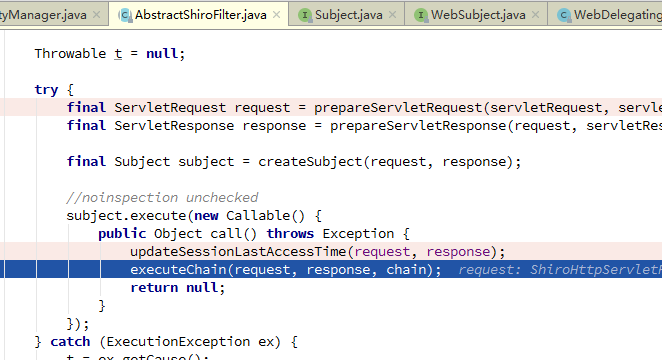 tyManager.java AbstractShiroFilter.java Subject.java WebSubject.java WebDelegating
Throwable t = null;
try {
final ServletRequest request = prepareServletRequest(servletRequest, servle
final ServletResponse response = prepareServletResponse(request, servletRes
final Subject subject = createSubject(request, response);
//noinspection unchecked
subject.execute(new Callable() {
public Object call() throws Exception {
updateSessionLastAccessTime(request, response);
executeChain(request, response, chain); request: ShiroHttpServletR
return null;
}
});
} catch (ExecutionException ex) {
t = ex.getCause();